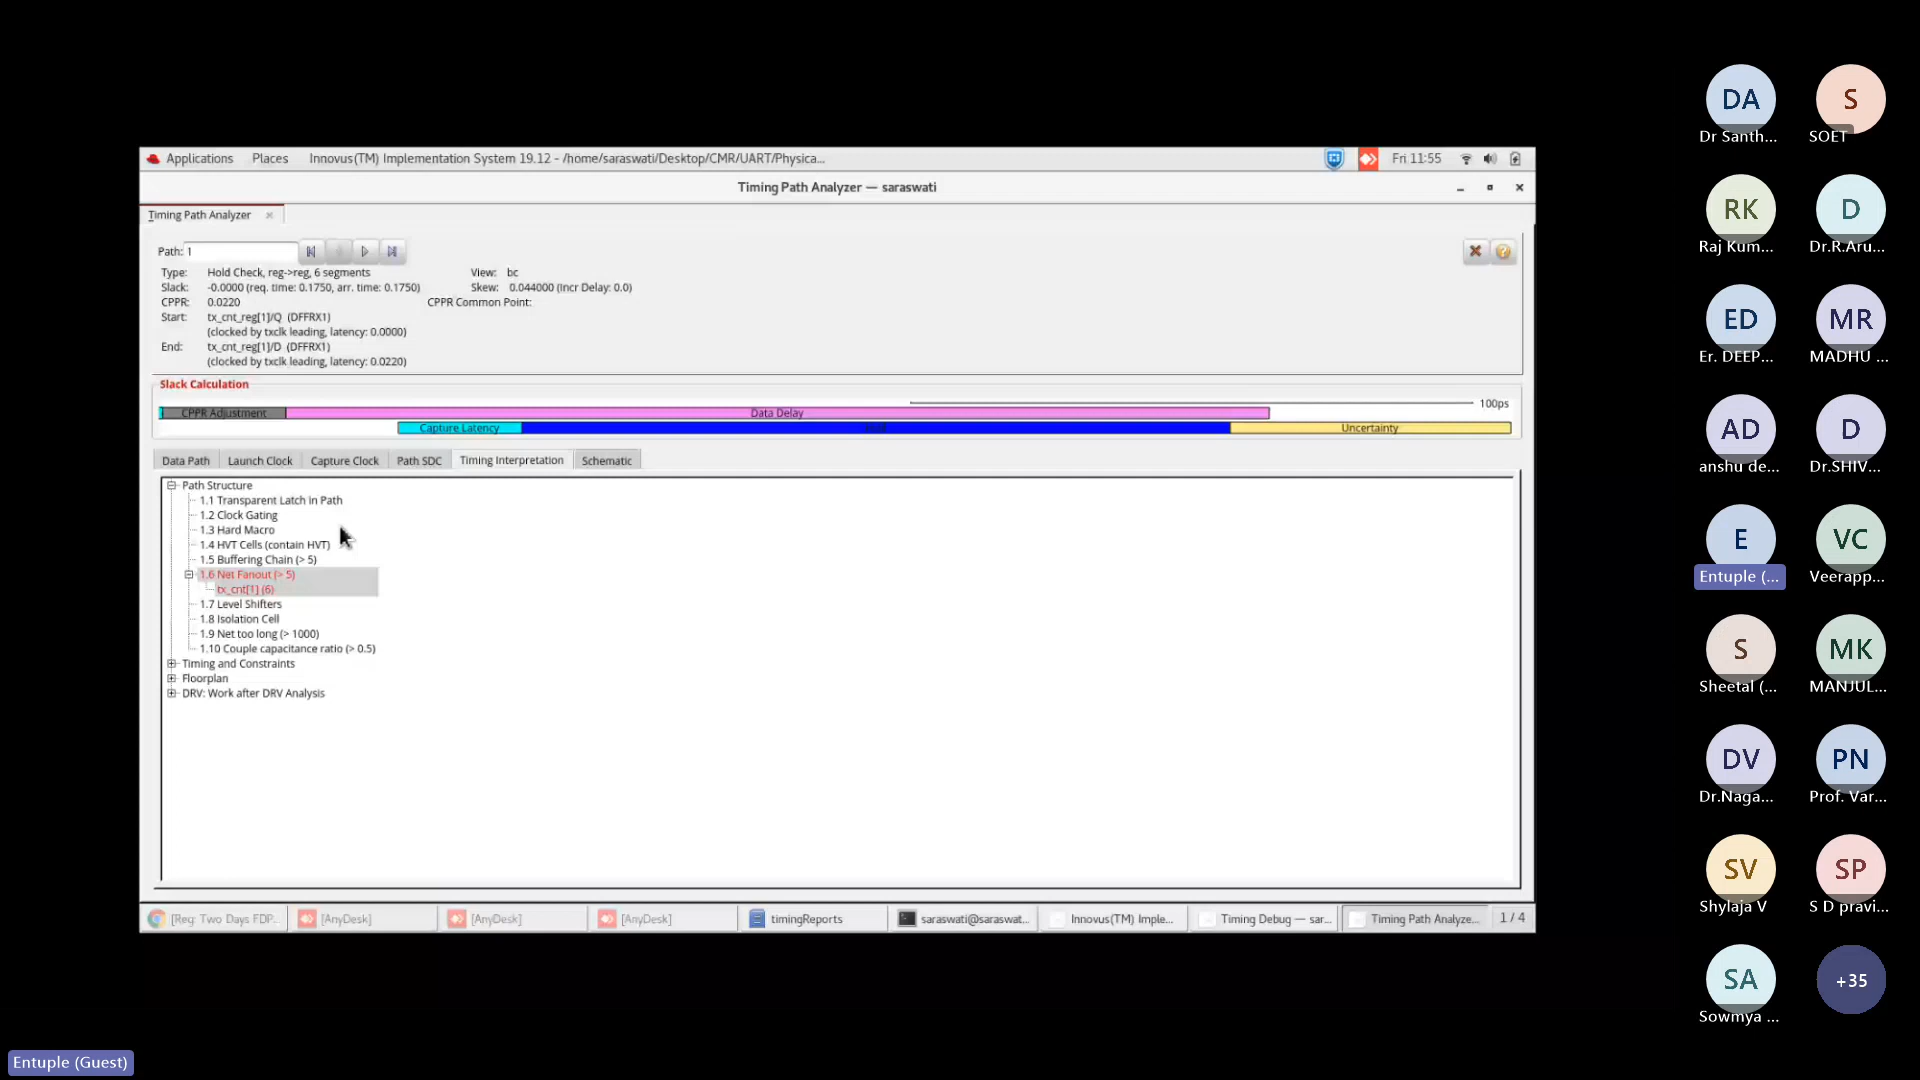 Applications Places Innovus(TM) Implementation System 19.12 - /home/saraswati/Desktop/CMR/UART/Physica... Fri 11:55
Timing Path Analyzer — saraswati
Timing Path Analyzer
Path: 1
Type: Hold Check, reg->reg, 6 segments View: bc
Slack: -0.0000 (req. time: 0.1750, arr. time: 0.1750) Skew: 0.044000 (Incr Delay: 0.0)
CPPR: 0.0220 CPPR Common Point:
Start: tx_cnt_reg[1]/Q (DFFRX1)
(clocked by txclk leading, latency: 0.0000)
End: tx_cnt_reg[1]/D (DFFRX1)
(clocked by txclk leading, latency: 0.0220)
Slack Calculation
100ps
CPPR Adjustment Data Delay
Capture Latency Uncertainty
Data Path Launch Clock Capture Clock Path SDC Timing Interpretation Schematic
Path Structure
1.1 Transparent Latch in Path
1.2 Clock Gating
1.3 Hard Macro
1.4 HVT Cells (contain HVT)
1.5 Buffering Chain (> 5)
1.6 Net Fanout (> 5)
tx_cnt[1] (6)
1.7 Level Shifters
1.8 Isolation Cell
1.9 Net too long (> 1000)
1.10 Couple capacitance ratio (> 0.5)
Timing and Constraints
Floorplan
DRV: Work after DRV Analysis
[Reg: Two Days FDP... [AnyDesk] [AnyDesk] [AnyDesk] timingReports saraswati@saraswat... Innovus(TM) Imple... Timing Debug — sar... Timing Path Analyze... 1 / 4
DA S
Dr Santh... SOET
RK D
Raj Kum... Dr.R.Aru...
ED MR
Er. DEEP... MADHU ...
AD D
anshu de... Dr.SHIV...
E VC
Entuple (... Veerapp...
S MK
Sheetal (... MANJUL...
DV PN
Dr.Naga... Prof. Var...
SV SP
Shylaja V S D pravi...
SA +35
Sowmya ...
Entuple (Guest)